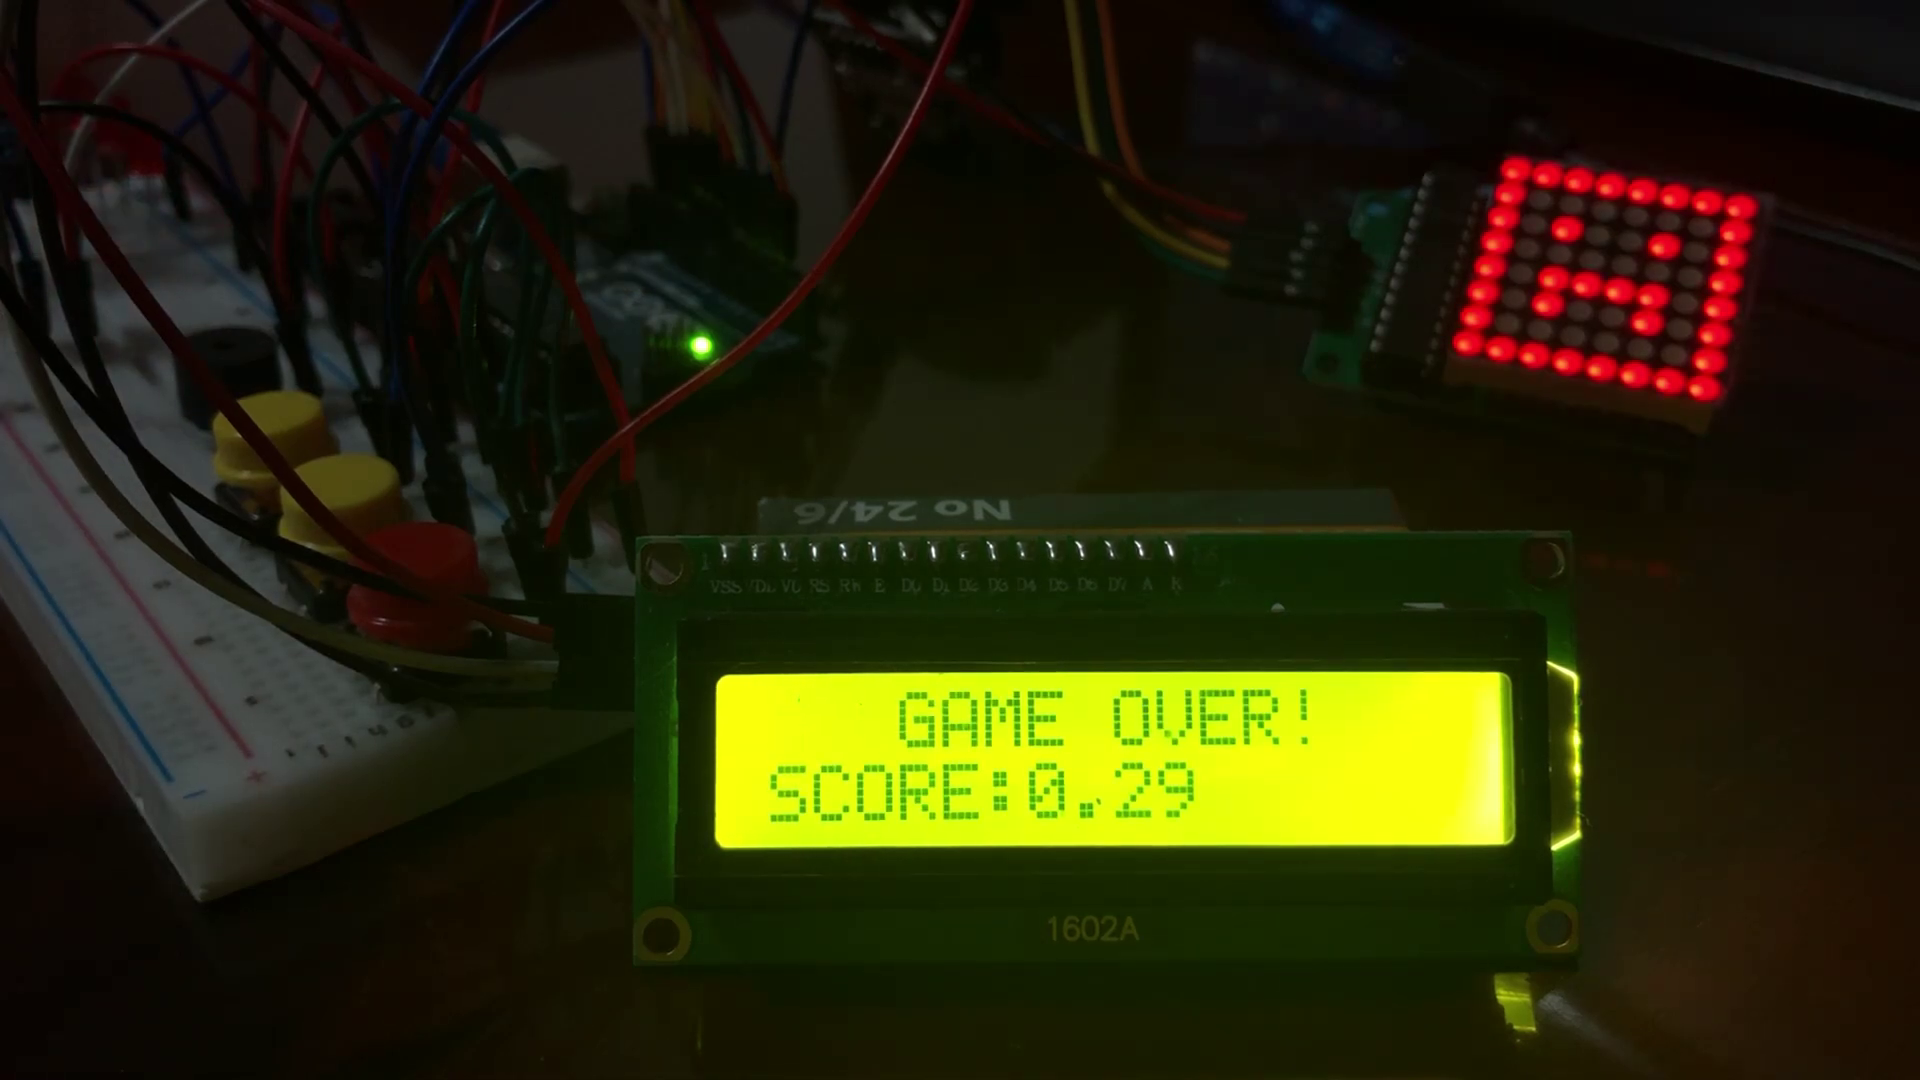 No 24/6
1
VSS VDD V0 RS RW E D0 D1 D2 D3 D4 D5 D6 D7 A K
GAME OVER!
SCORE:0.29
1602A